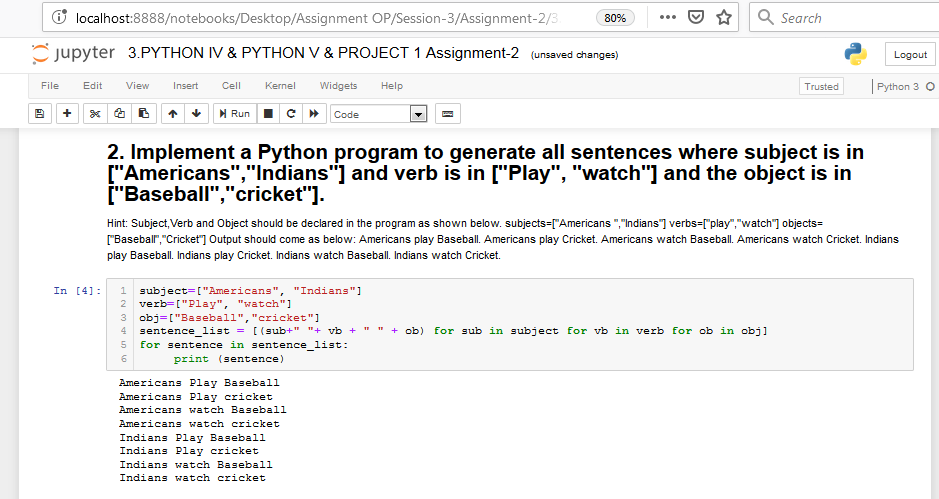 localhost:8888/notebooks/Desktop/Assignment OP/Session-3/Assignment-2/3. 80% Search
jupyter 3.PYTHON IV & PYTHON V & PROJECT 1 Assignment-2 (unsaved changes) Logout
File Edit View Insert Cell Kernel Widgets Help Trusted Python 3
Run Code
2. Implement a Python program to generate all sentences where subject is in
["Americans","Indians"] and verb is in ["Play", "watch"] and the object is in
["Baseball","cricket"].
Hint: Subject,Verb and Object should be declared in the program as shown below. subjects=["Americans ","Indians"] verbs=["play","watch"] objects=
["Baseball","Cricket"] Output should come as below: Americans play Baseball. Americans play Cricket. Americans watch Baseball. Americans watch Cricket. Indians
play Baseball. Indians play Cricket. Indians watch Baseball. Indians watch Cricket.
In [4]: 1 subject=["Americans", "Indians"]
2 verb=["Play", "watch"]
3 obj=["Baseball","cricket"]
4 sentence_list = [(sub+" "+ vb + " " + ob) for sub in subject for vb in verb for ob in obj]
5 for sentence in sentence_list:
6 print (sentence)
Americans Play Baseball
Americans Play cricket
Americans watch Baseball
Americans watch cricket
Indians Play Baseball
Indians Play cricket
Indians watch Baseball
Indians watch cricket